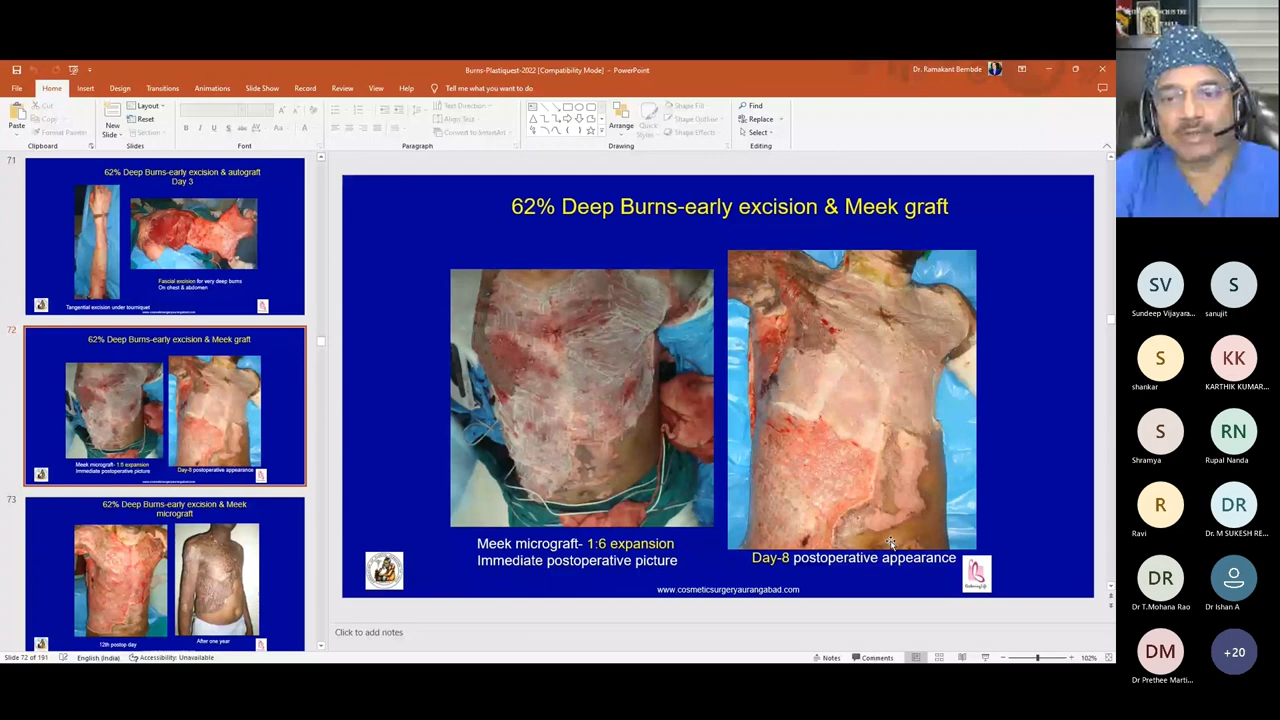 Burns-Plastiquest-2022 [Compatibility Mode] - PowerPoint
Dr. Ramakant Bembde
File Home Insert Design Transitions Animations Slide Show Record Review View Help Tell me what you want to do
Paste
Cut
Copy
Format Painter
Clipboard
New
Slide
Layout
Reset
Section
Slides
Font
Text Direction
Align Text
Convert to SmartArt
Paragraph
Arrange
Quick
Styles
Shape Fill
Shape Outline
Shape Effects
Drawing
Find
Replace
Select
Editing
71
62% Deep Burns-early excision & autograft
Day 3
Fascial excision for very deep burns
On chest & abdomen
Tangential excision under tourniquet
www.cosmeticsurgeryaurangabad.com
72
62% Deep Burns-early excision & Meek graft
Meek micrograft- 1:6 expansion
Immediate postoperative picture
Day-8 postoperative appearance
www.cosmeticsurgeryaurangabad.com
73
62% Deep Burns-early excision & Meek
micrograft
12th postop day
After one year
62% Deep Burns-early excision & Meek graft
Meek micrograft- 1:6 expansion
Immediate postoperative picture
Day-8 postoperative appearance
www.cosmeticsurgeryaurangabad.com
Click to add notes
Slide 72 of 191 English (India) Accessibility: Unavailable Notes Comments 102%
SV
Sundeep Vijayara...
S
sanujit
S
shankar
KK
KARTHIK KUMAR...
S
Shramya
RN
Rupal Nanda
R
Ravi
DR
Dr. M SUKESH RE...
DR
Dr T.Mohana Rao
Dr Ishan A
DM
Dr Prethee Marti...
+20